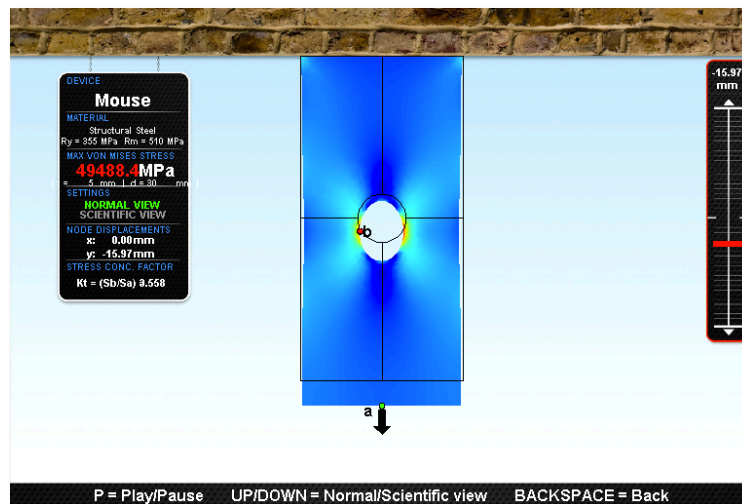 DEVICE
Mouse
MATERIAL
Structural Steel
Ry = 355 MPa Rm = 510 MPa
MAX VON MISES STRESS
49488.4MPa
= 5 mm | d = 30 mm
SETTINGS
NORMAL VIEW
SCIENTIFIC VIEW
NODE DISPLACEMENTS
x: 0.00mm
y: -15.97mm
STRESS CONC. FACTOR
Kt = (Sb/Sa) 3.558
b
a
-15.97
mm
P = Play/Pause UP/DOWN = Normal/Scientific view BACKSPACE = Back